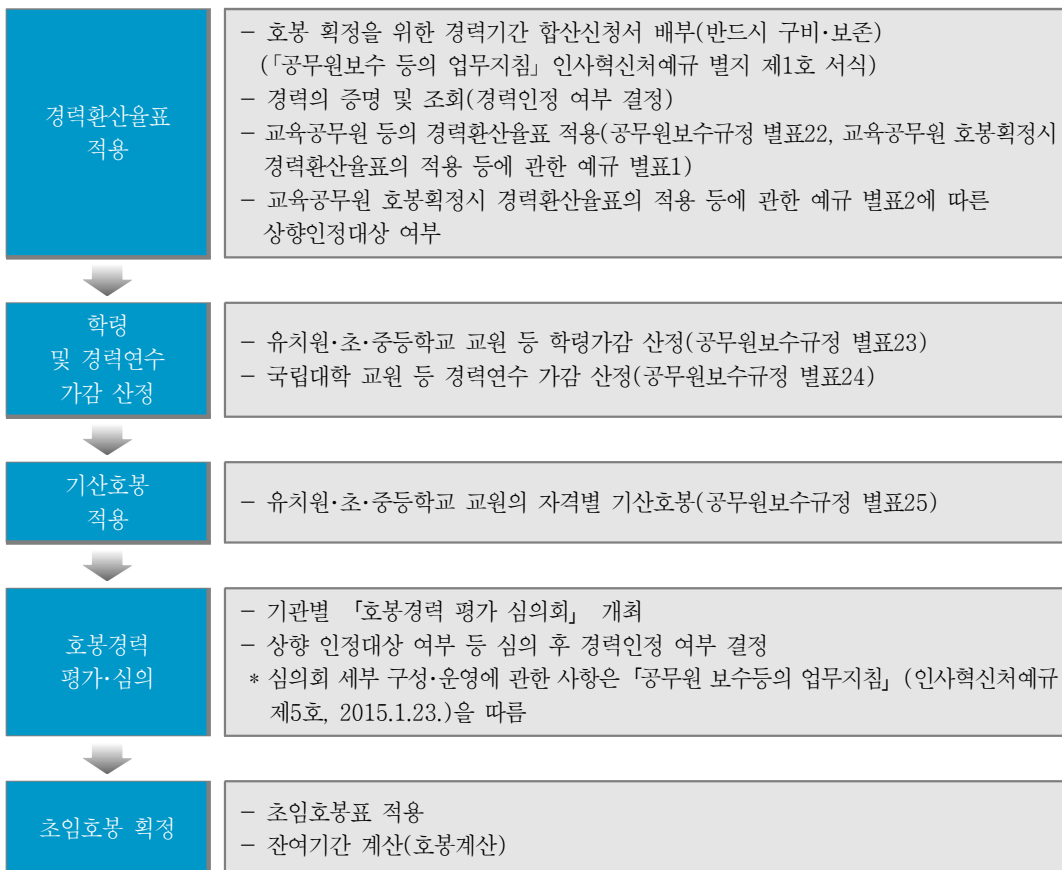 경력환산율표
적용
- 호봉 획정을 위한 경력기간 합산신청서 배부(반드시 구비·보존)
(「공무원보수 등의 업무지침」인사혁신처예규 별지 제1호 서식)
- 경력의 증명 및 조회(경력인정 여부 결정)
- 교육공무원 등의 경력환산율표 적용(공무원보수규정 별표22, 교육공무원 호봉획정시
경력환산율표의 적용 등에 관한 예규 별표1)
- 교육공무원 호봉획정시 경력환산율표의 적용 등에 관한 예규 별표2에 따른
상향인정대상 여부
학령
및 경력연수
가감 산정
- 유치원·초·중등학교 교원 등 학령가감 산정(공무원보수규정 별표23)
- 국립대학 교원 등 경력연수 가감 산정(공무원보수규정 별표24)
기산호봉
적용
- 유치원·초·중등학교 교원의 자격별 기산호봉(공무원보수규정 별표25)
호봉경력
평가·심의
- 기관별 「호봉경력 평가 심의회」 개최
- 상향 인정대상 여부 등 심의 후 경력인정 여부 결정
* 심의회 세부 구성·운영에 관한 사항은「공무원 보수등의 업무지침」(인사혁신처예규
제5호, 2015.1.23.)을 따름
초임호봉 획정
- 초임호봉표 적용
- 잔여기간 계산(호봉계산)